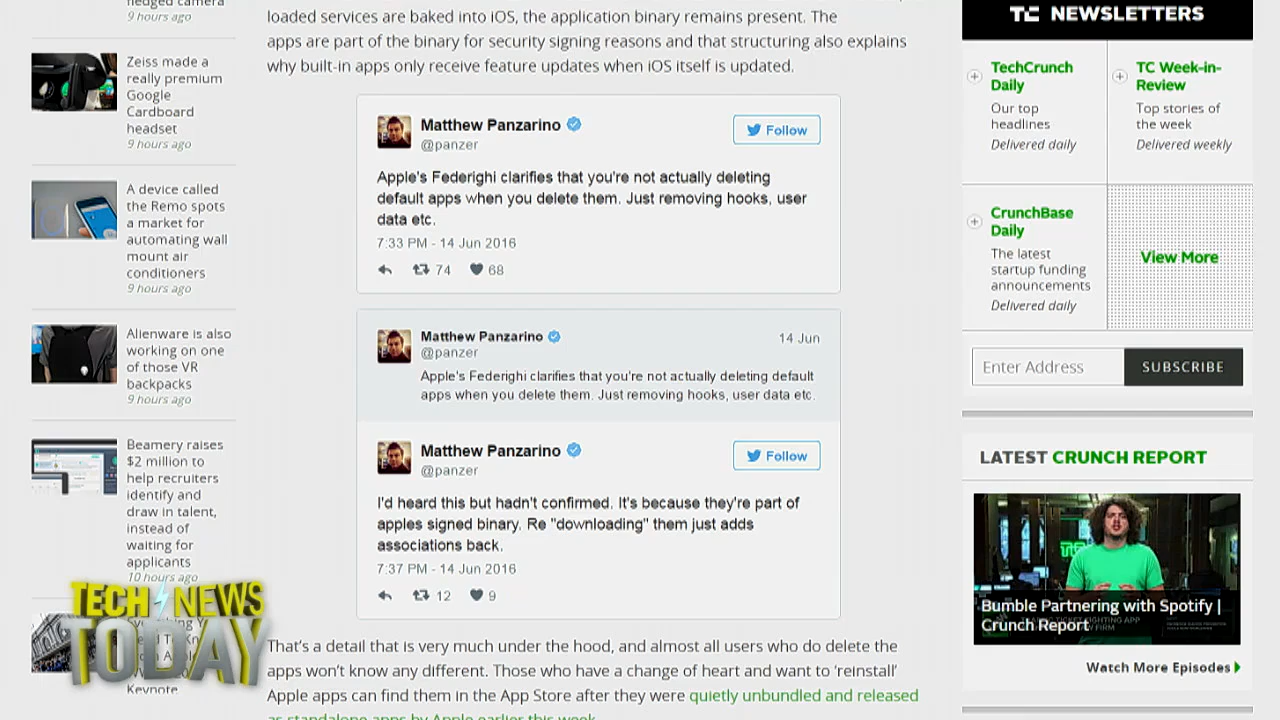 fledged camera
9 hours ago
Zeiss made a
really premium
Google
Cardboard
headset
9 hours ago
A device called
the Remo spots
a market for
automating wall
mount air
conditioners
9 hours ago
Alienware is also
working on one
of those VR
backpacks
9 hours ago
Beamery raises
$2 million to
help recruiters
identify and
draw in talent,
instead of
waiting for
applicants
10 hours ago
Keynote
TECH NEWS
TODAY
loaded services are baked into iOS, the application binary remains present. The
apps are part of the binary for security signing reasons and that structuring also explains
why built-in apps only receive feature updates when iOS itself is updated.
Matthew Panzarino
@panzer
Follow
Apple's Federighi clarifies that you're not actually deleting
default apps when you delete them. Just removing hooks, user
data etc.
7:33 PM - 14 Jun 2016
74 68
Matthew Panzarino
@panzer
14 Jun
Apple's Federighi clarifies that you're not actually deleting default
apps when you delete them. Just removing hooks, user data etc.
Matthew Panzarino
@panzer
Follow
I'd heard this but hadn't confirmed. It's because they're part of
apples signed binary. Re "downloading" them just adds
associations back.
7:37 PM - 14 Jun 2016
12 9
That's a detail that is very much under the hood, and almost all users who do delete the
apps won't know any different. Those who have a change of heart and want to 'reinstall'
Apple apps can find them in the App Store after they were quietly unbundled and released
as standalone apps by Apple earlier this week.
TC NEWSLETTERS
TechCrunch
Daily
Our top
headlines
Delivered daily
TC Week-in-
Review
Top stories of
the week
Delivered weekly
CrunchBase
Daily
The latest
startup funding
announcements
Delivered daily
View More
Enter Address
SUBSCRIBE
LATEST CRUNCH REPORT
Bumble Partnering with Spotify |
Crunch Report
Watch More Episodes